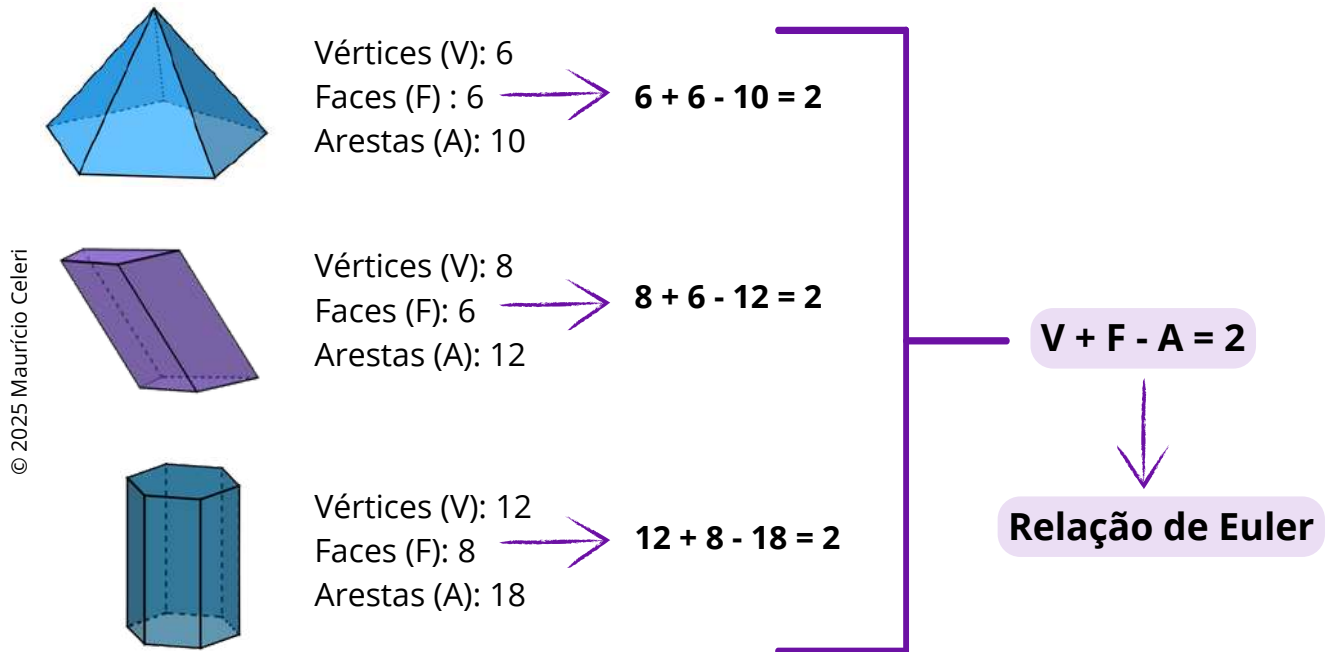 Vértices (V): 6
Faces (F) : 6
Arestas (A): 10
6 + 6 - 10 = 2
Vértices (V): 8
Faces (F): 6
Arestas (A): 12
8 + 6 - 12 = 2
Vértices (V): 12
Faces (F): 8
Arestas (A): 18
12 + 8 - 18 = 2
V + F - A = 2
Relação de Euler
© 2025 Maurício Celeri